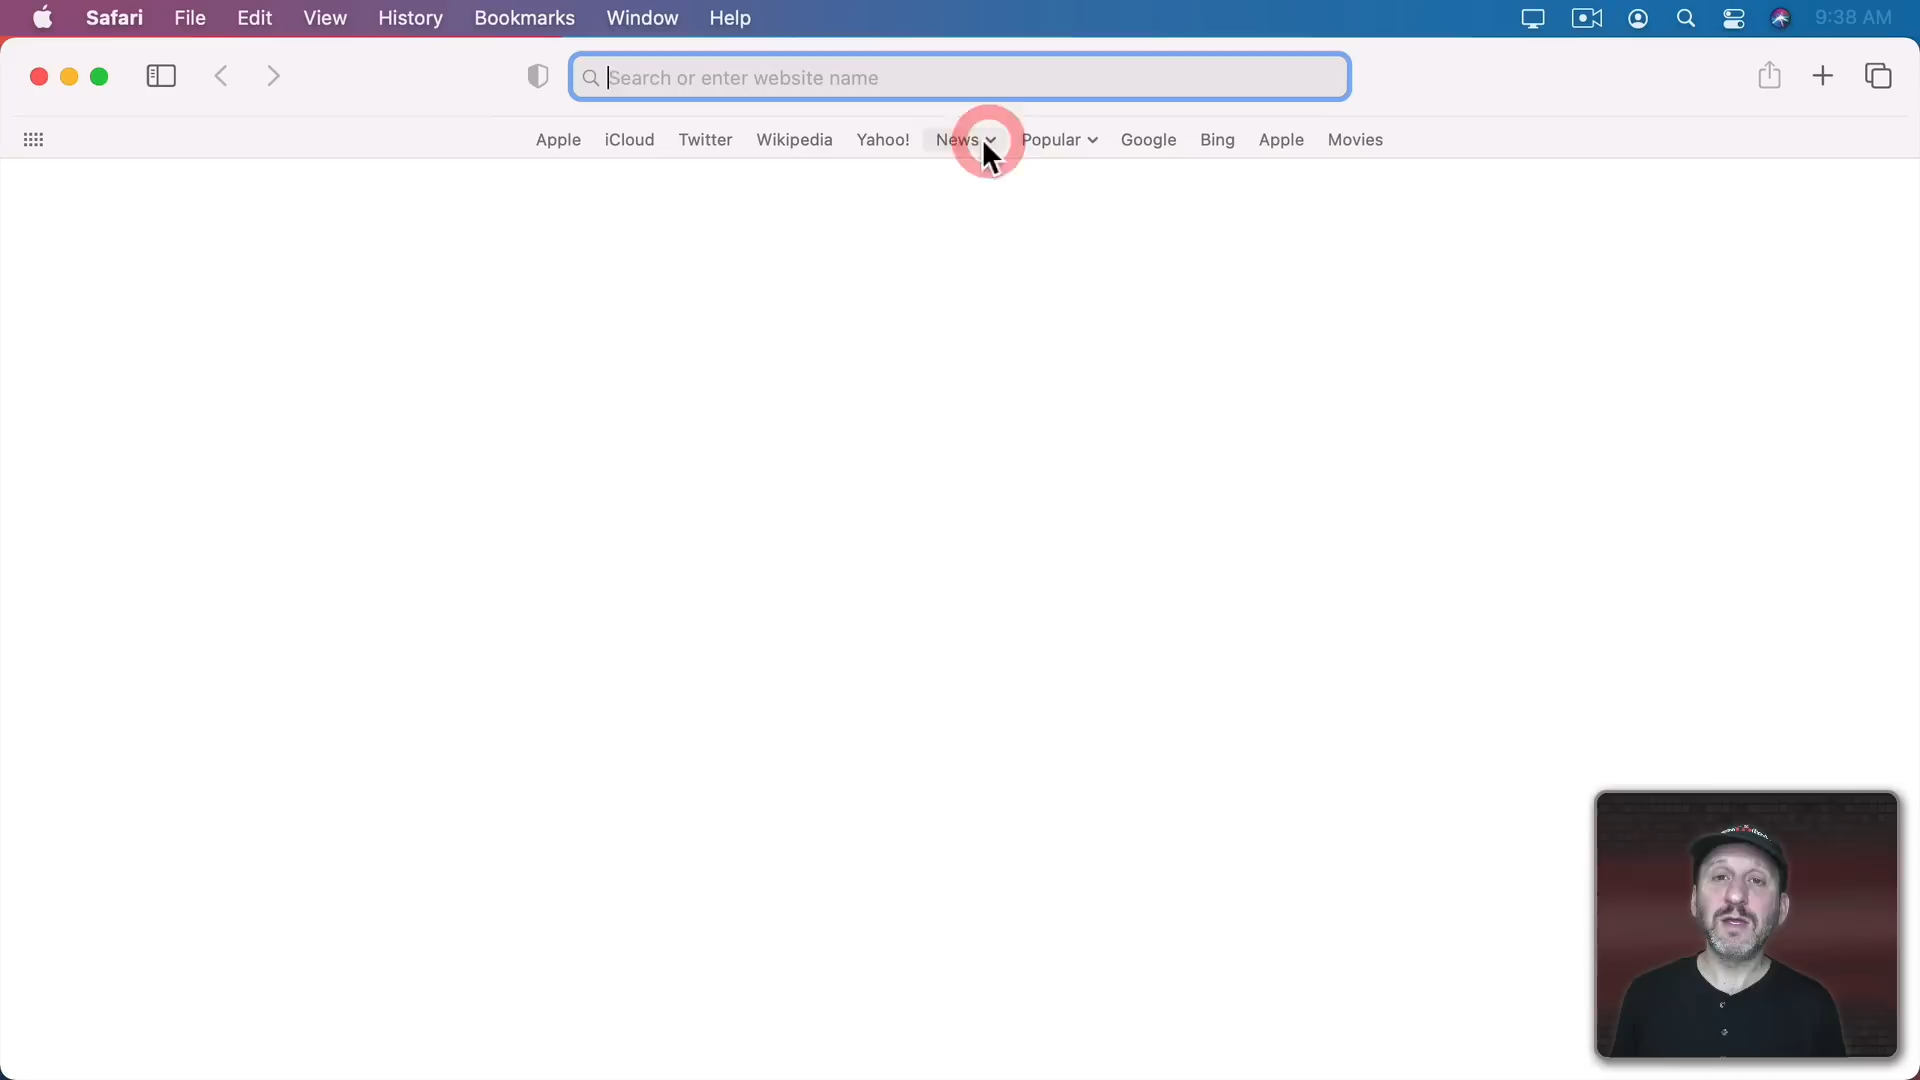 Safari File Edit View History Bookmarks Window Help 9:38 AM
Search or enter website name
Apple iCloud Twitter Wikipedia Yahoo! News Popular Google Bing Apple Movies